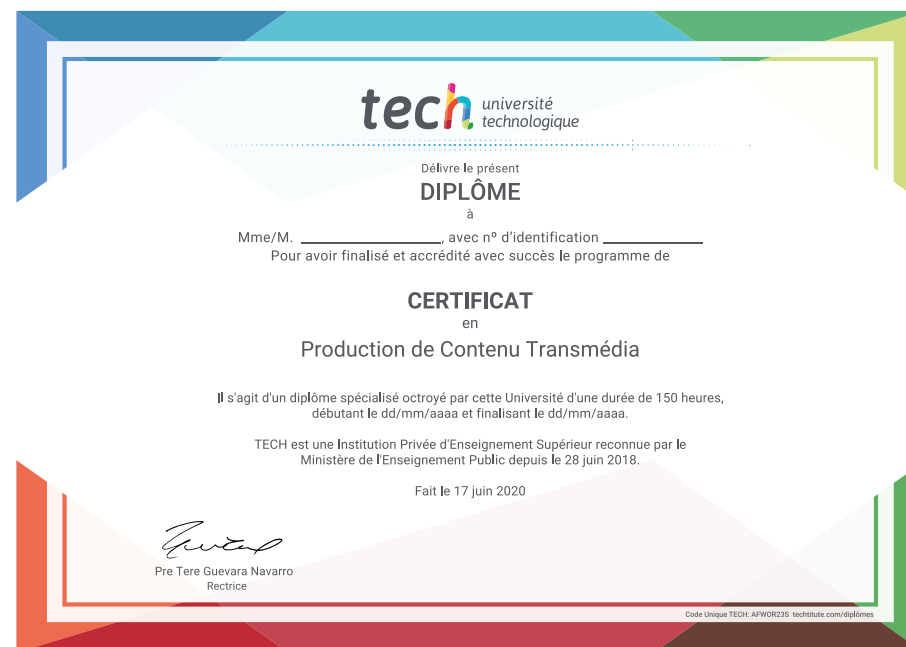 tech université
technologique
Délivre le présent
DIPLÔME
à
Mme/M. ____________________, avec nº d'identification ______________
Pour avoir finalisé et accrédité avec succès le programme de
CERTIFICAT
en
Production de Contenu Transmédia
Il s'agit d'un diplôme spécialisé octroyé par cette Université d'une durée de 150 heures,
débutant le dd/mm/aaaa et finalisant le dd/mm/aaaa.
TECH est une Institution Privée d'Enseignement Supérieur reconnue par le
Ministère de l'Enseignement Public depuis le 28 juin 2018.
Fait le 17 juin 2020
Pre Tere Guevara Navarro
Rectrice
Code Unique TECH: AFWOR23S techtitute.com/diplômes